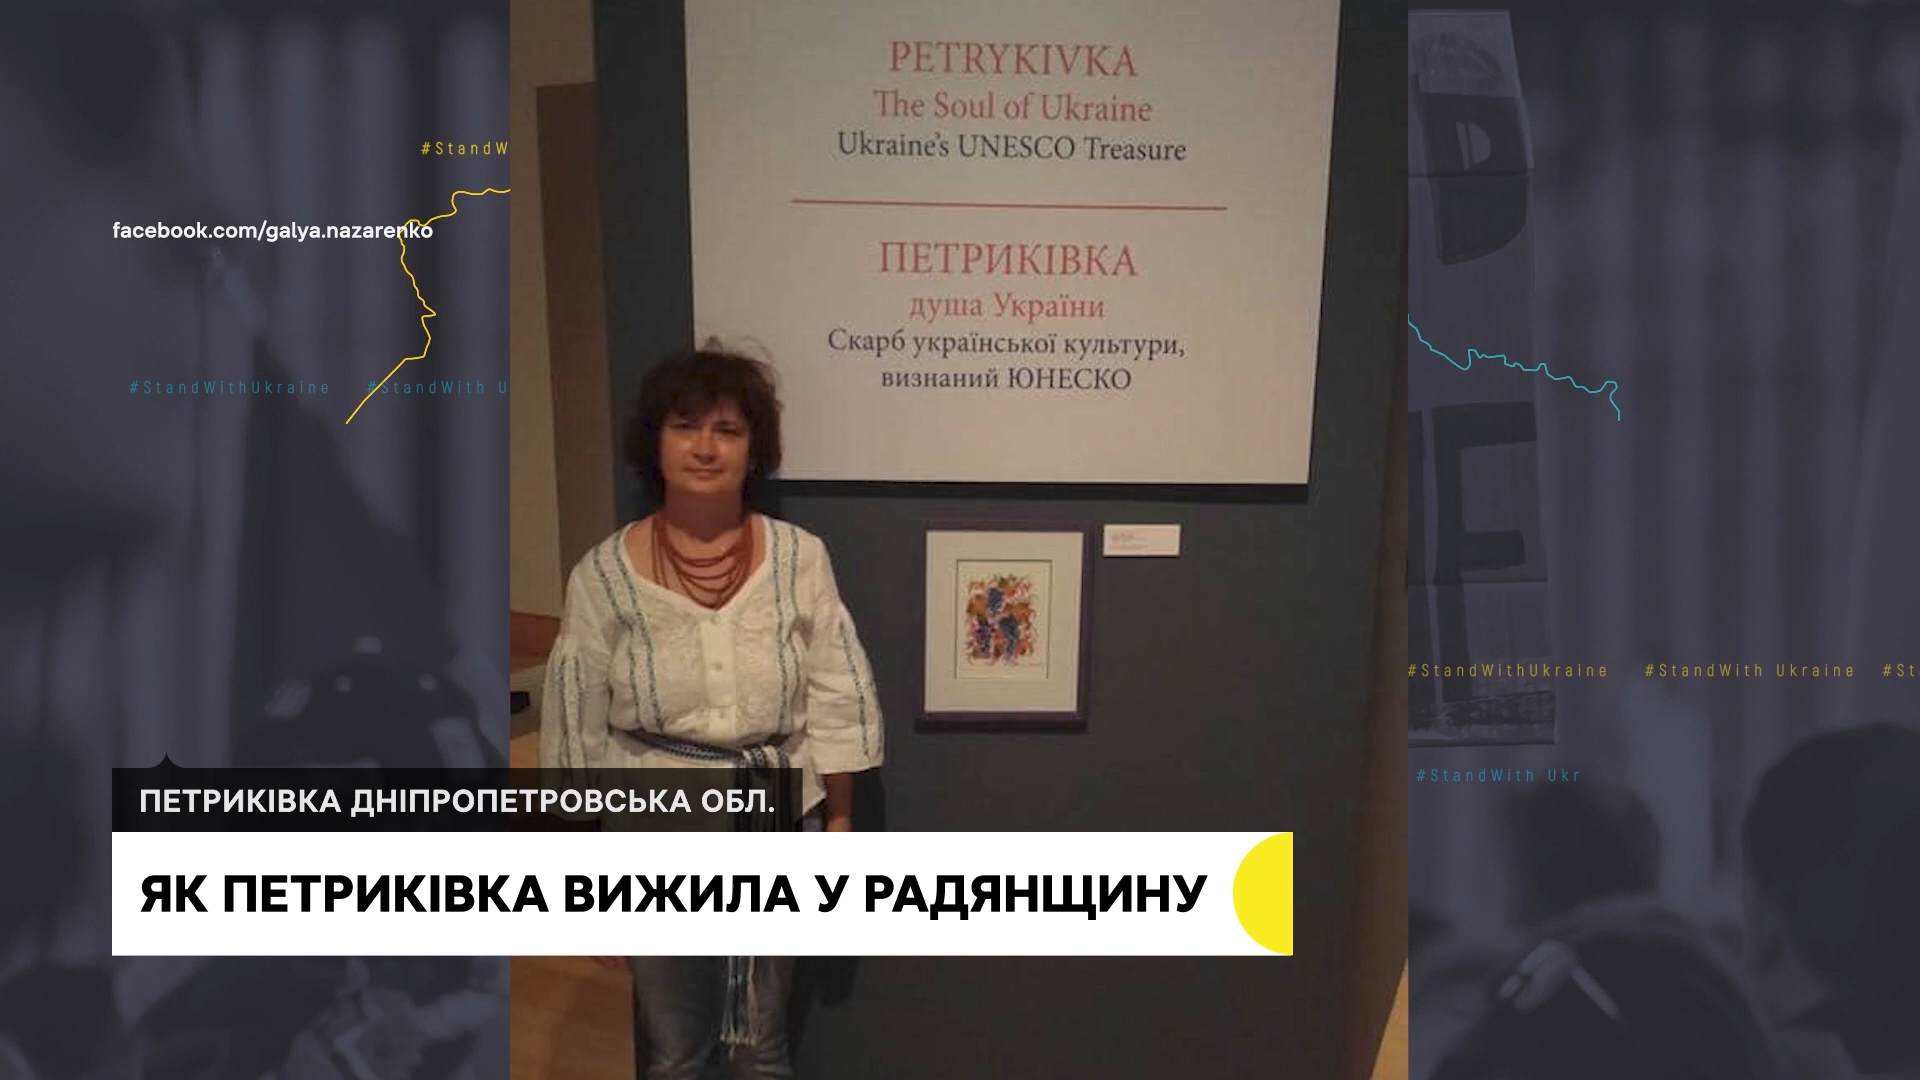 PETRYKIVKA
The Soul of Ukraine
Ukraine's UNESCO Treasure
ПЕТРИКІВКА
душа України
Скарб української культури,
визнаний ЮНЕСКО
#StandW
facebook.com/galya.nazarenko
#StandWithUkraine #StandWith U
#StandWithUkraine #StandWith Ukraine #St
#StandWith Ukr
ПЕТРИКІВКА ДНІПРОПЕТРОВСЬКА ОБЛ.
ЯК ПЕТРИКІВКА ВИЖИЛА У РАДЯНЩИНУ